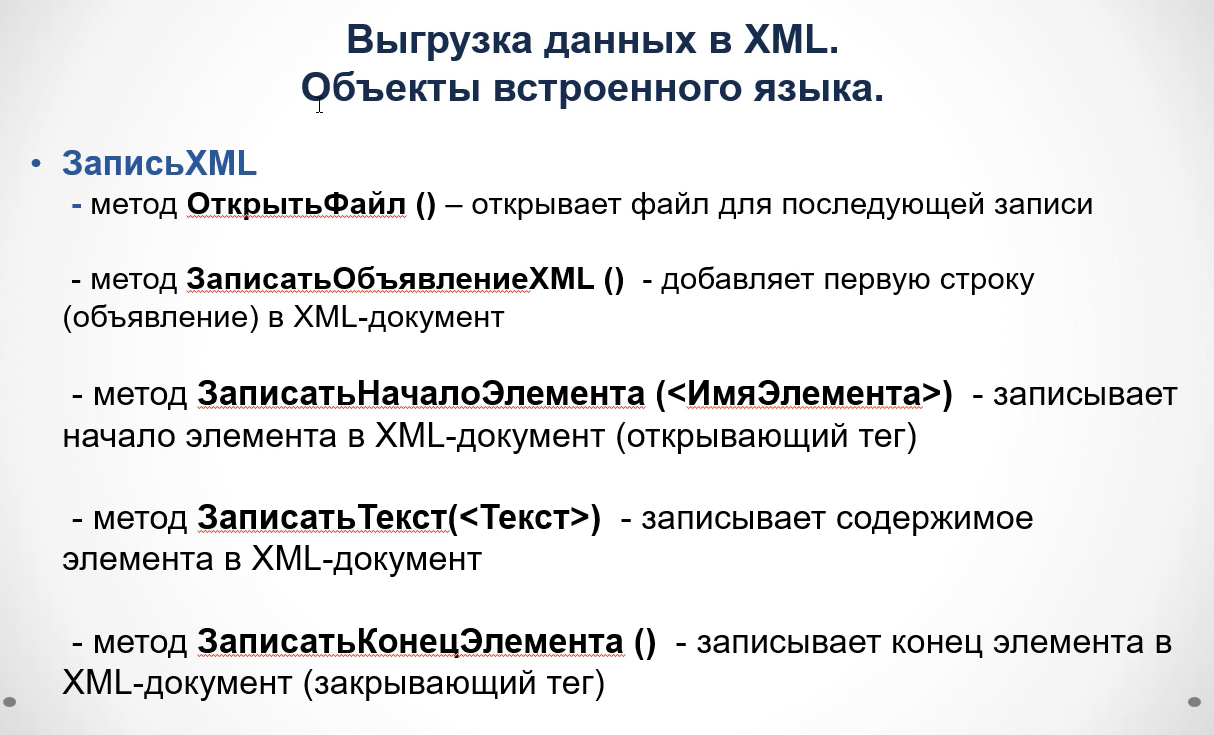 Выгрузка данных в XML.
Объекты встроенного языка.
• ЗаписьXML
- метод ОткрытьФайл () – открывает файл для последующей записи
- метод ЗаписатьОбъявлениеXML () - добавляет первую строку
(объявление) в XML-документ
- метод ЗаписатьНачалоЭлемента (<ИмяЭлемента>) - записывает
начало элемента в XML-документ (открывающий тег)
- метод ЗаписатьТекст(<Текст>) - записывает содержимое
элемента в XML-документ
- метод ЗаписатьКонецЭлемента () - записывает конец элемента в
XML-документ (закрывающий тег)